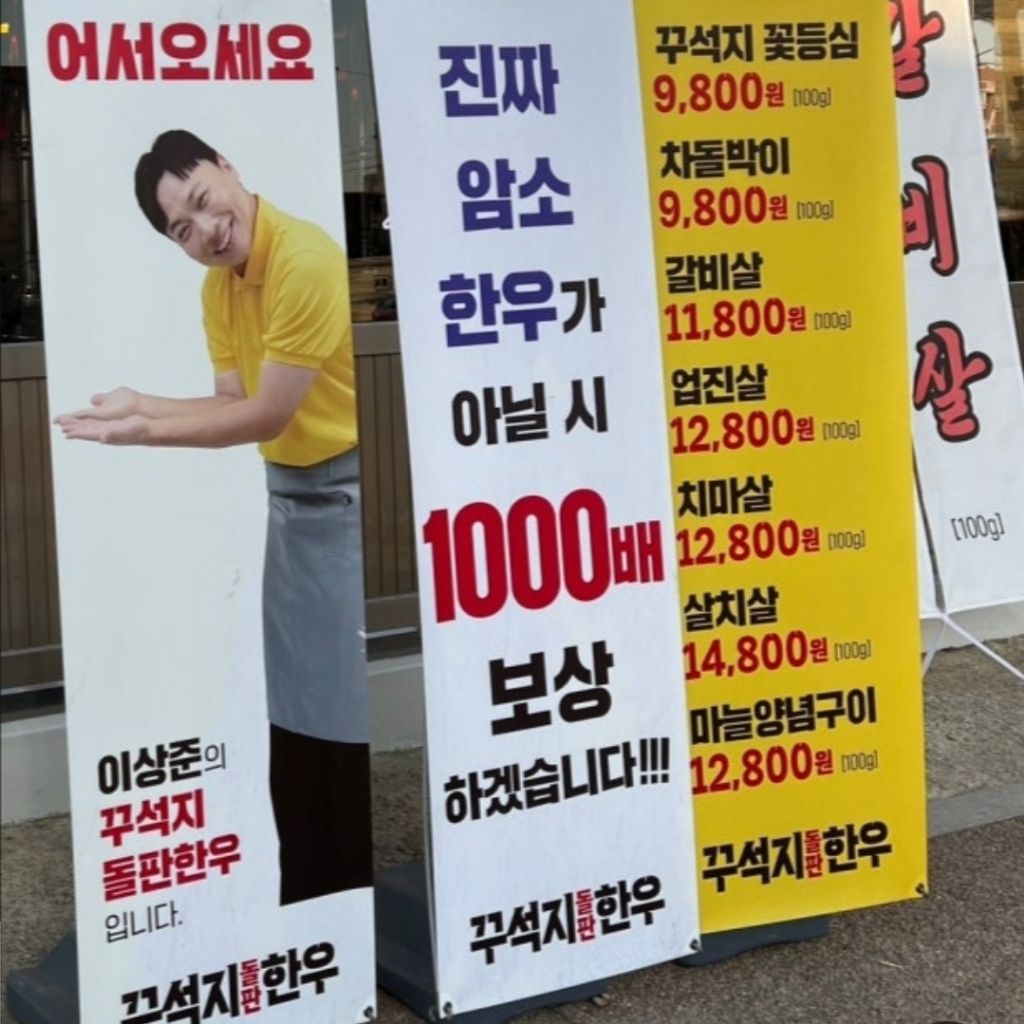 어서오세요
이상준의
꾸석지
돌판한우
입니다.
꾸석지돌판한우
진짜
암소
한우가
아닐 시
1000배
보상
하겠습니다!!!
꾸석지돌판한우
꾸석지 꽃등심
9,800원 [100g]
차돌박이
9,800원 [100g]
갈비살
11,800원 [100g]
업진살
12,800원 [100g]
치마살
12,800원 [100g]
살치살
14,800원 [100g]
마늘양념구이
12,800원 [100g]
꾸석지돌판한우
비
살
[100g]